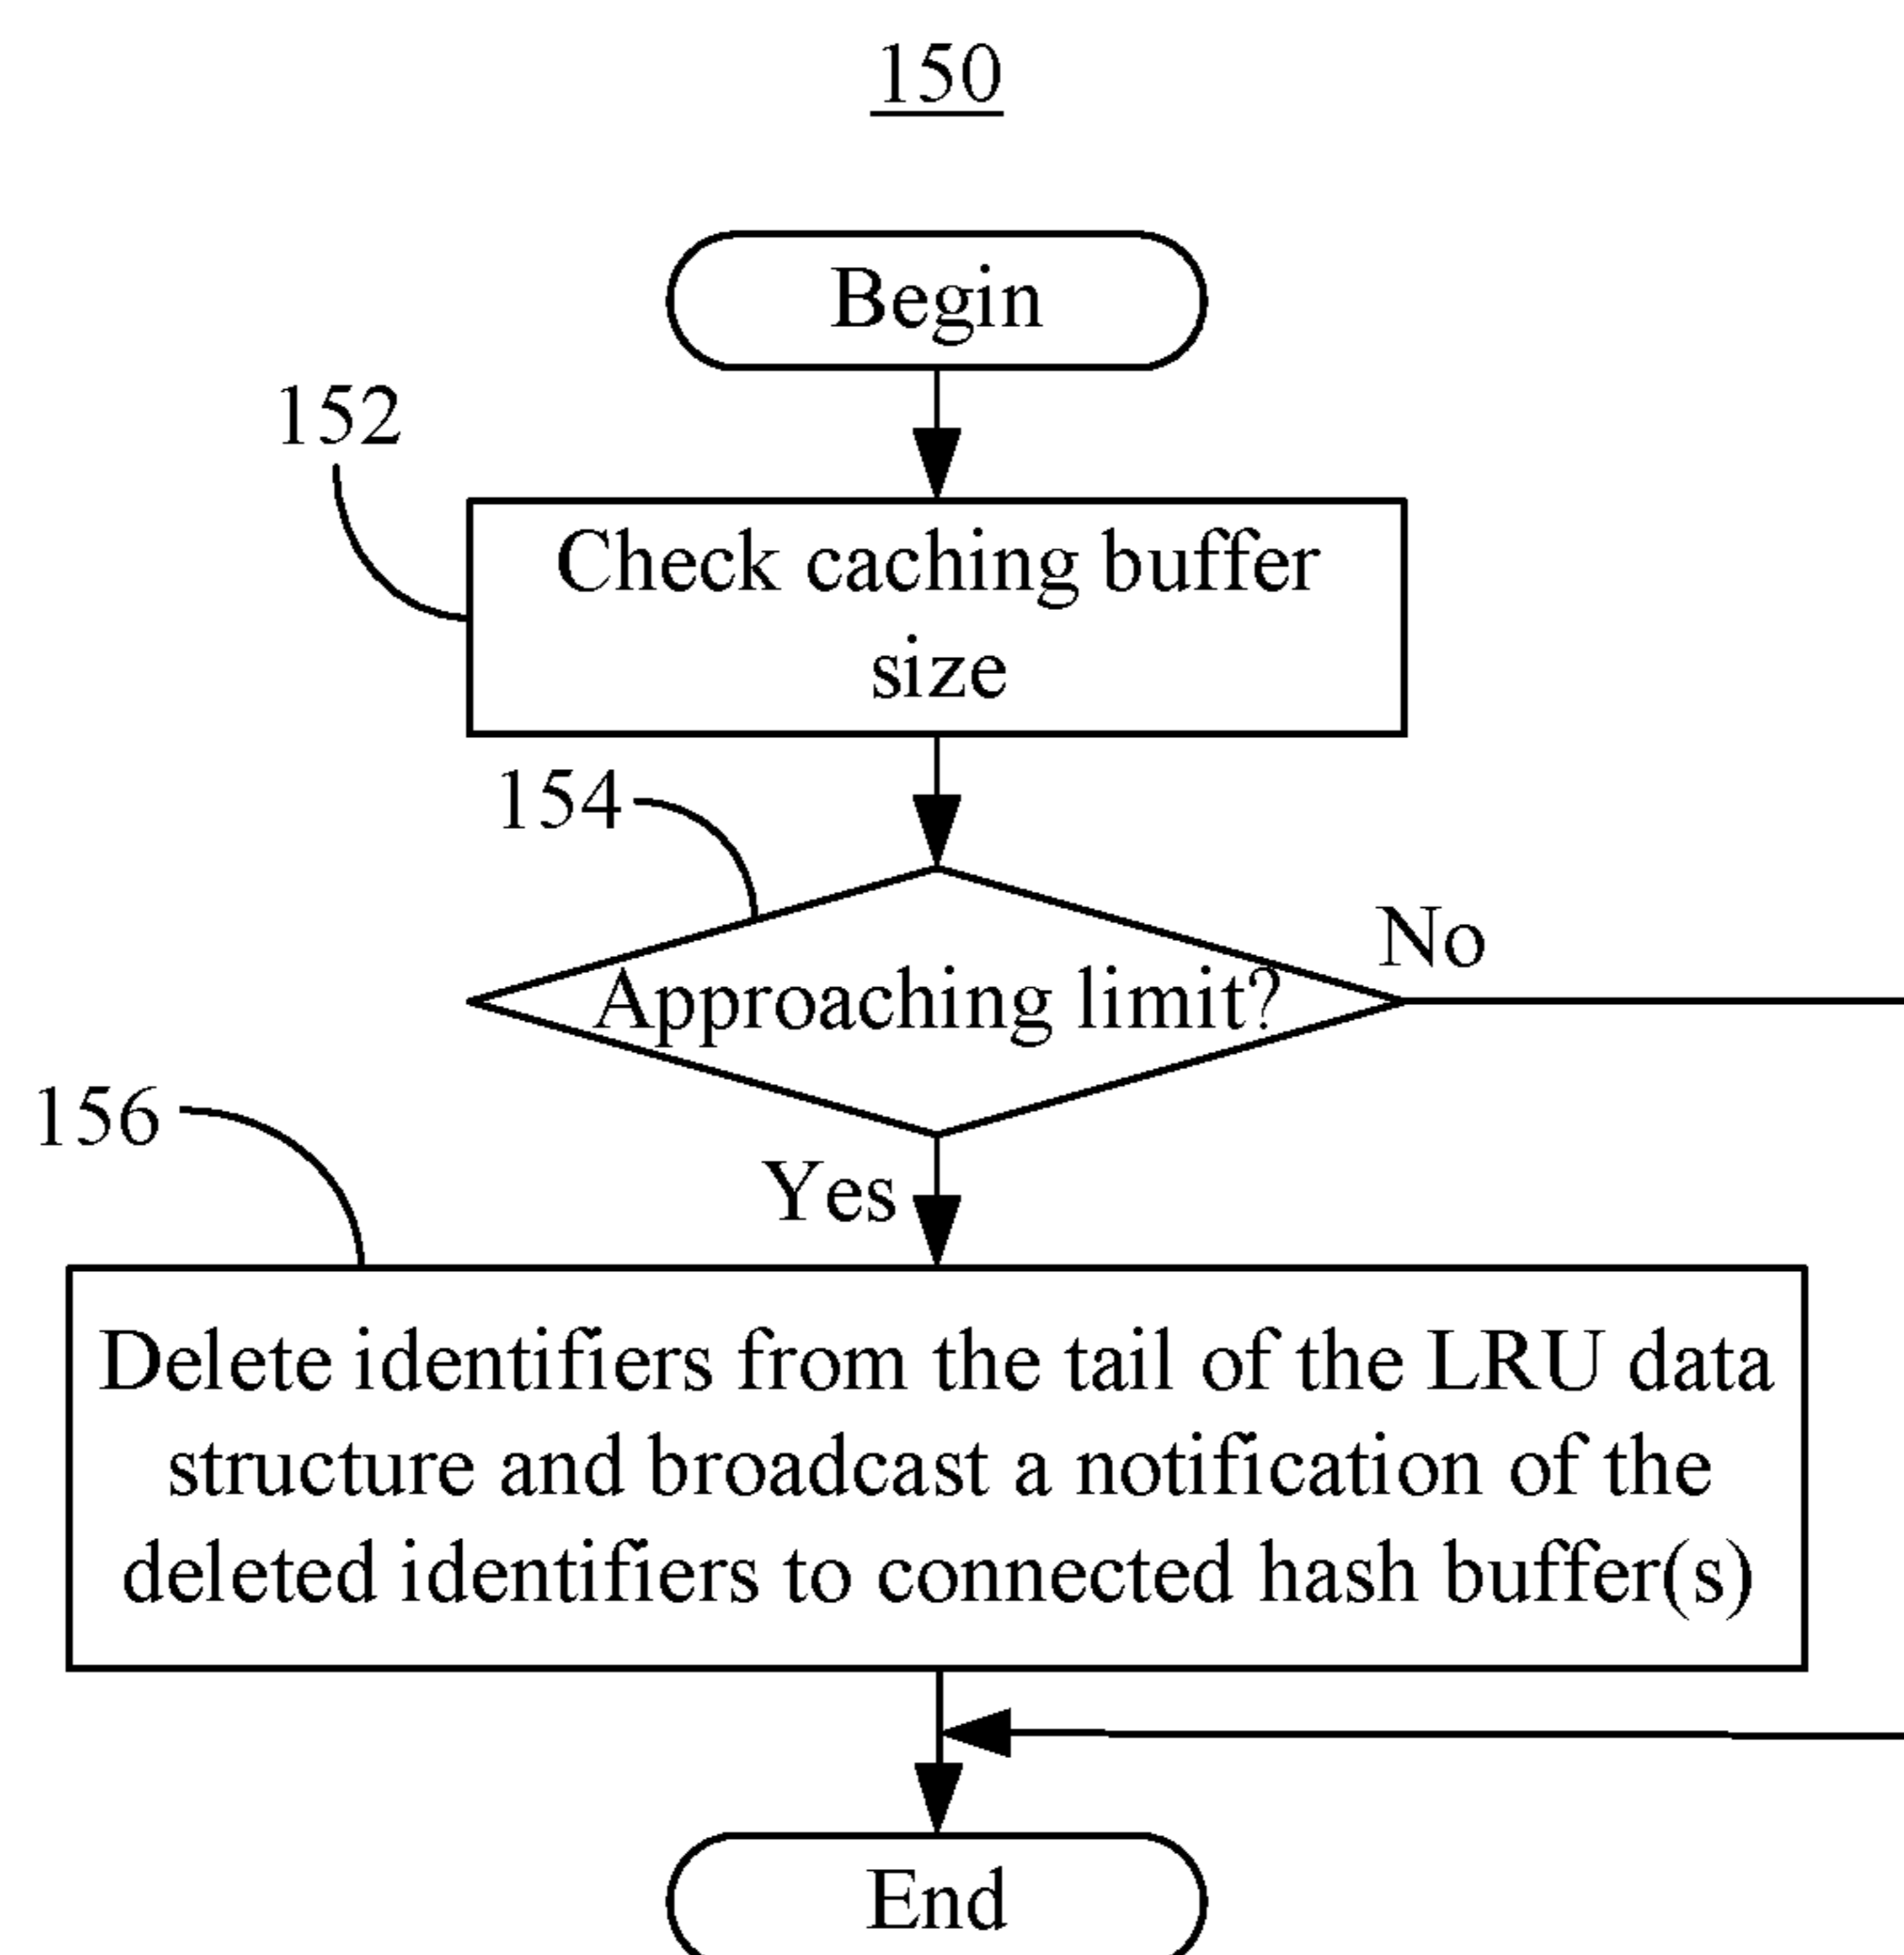 150
Begin
152
Check caching buffer
size
154
No
Approaching limit?
156
Yes
Delete identifiers from the tail of the LRU data
structure and broadcast a notification of the
deleted identifiers to connected hash buffer(s)
End